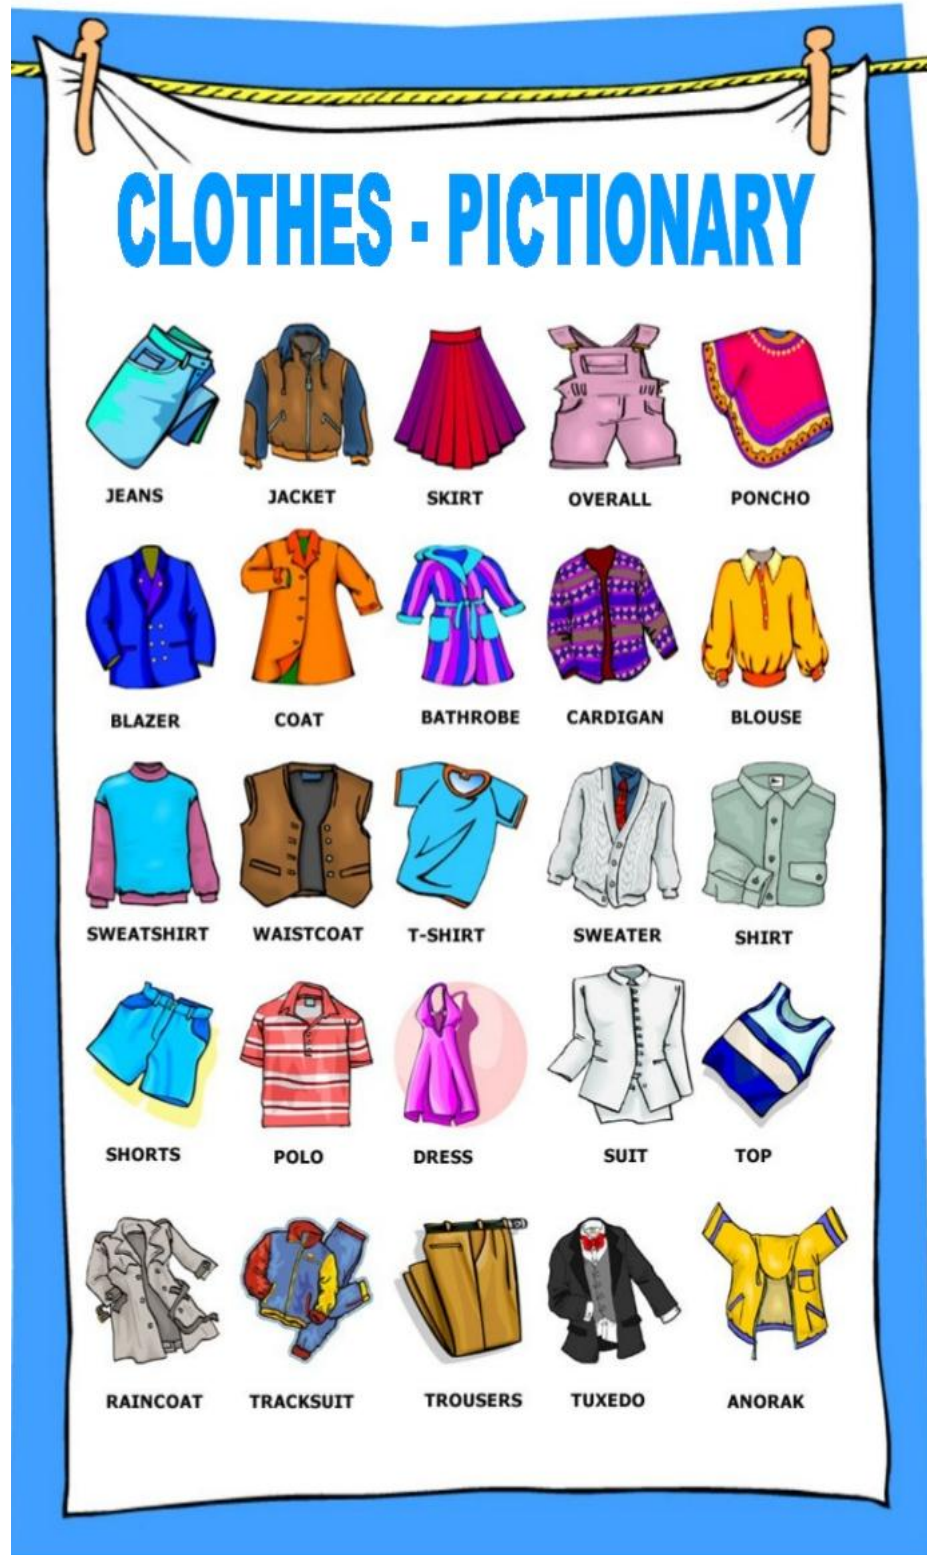 CLOTHES - PICTIONARY
JEANS JACKET SKIRT OVERALL PONCHO
BLAZER COAT BATHROBE CARDIGAN BLOUSE
SWEATSHIRT WAISTCOAT T-SHIRT SWEATER SHIRT
SHORTS POLO DRESS SUIT TOP
RAINCOAT TRACKSUIT TROUSERS TUXEDO ANORAK